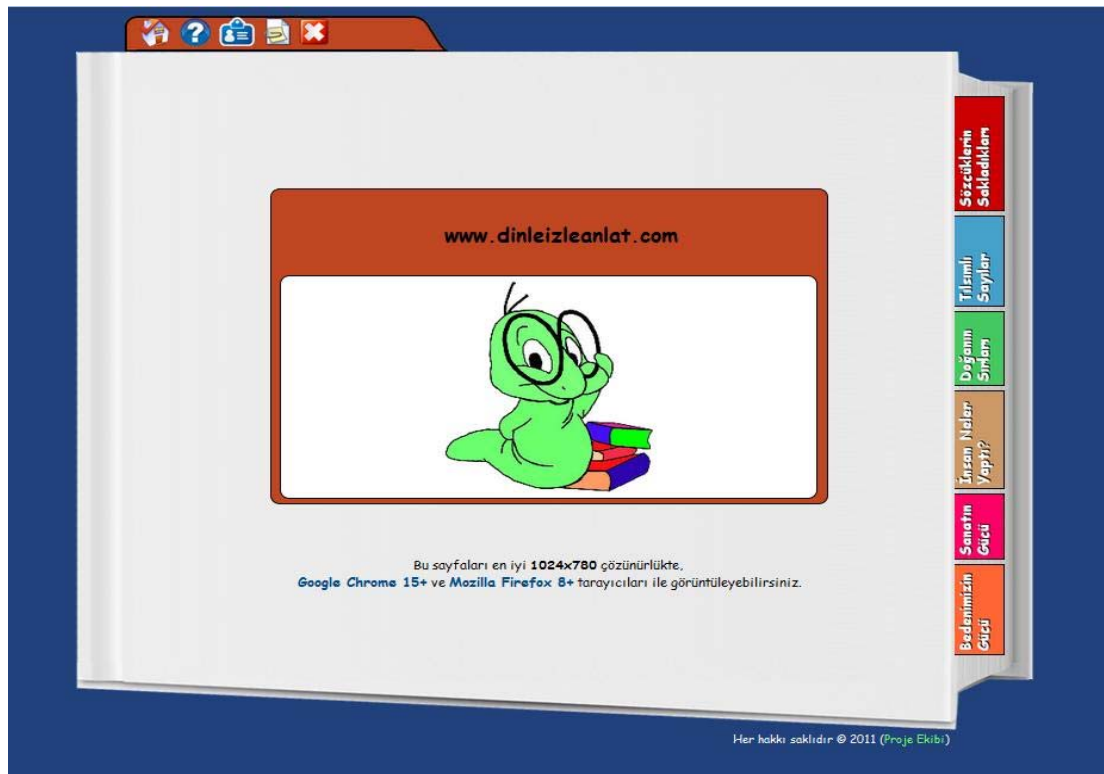 www.dinleizleanlat.com
Bu sayfaları en iyi 1024x780 çözünürlükte,
Google Chrome 15+ ve Mozilla Firefox 8+ tarayıcıları ile görüntüleyebilirsiniz.
Sözcüklerin
Sakladıkları
Tılsımlı
Sayılar
Doğanın
Sırları
İnsan Neler
Yaptı?
Sanatın
Gücü
Bedenimizin
Gücü
Her hakkı saklıdır © 2011 (Proje Ekibi)